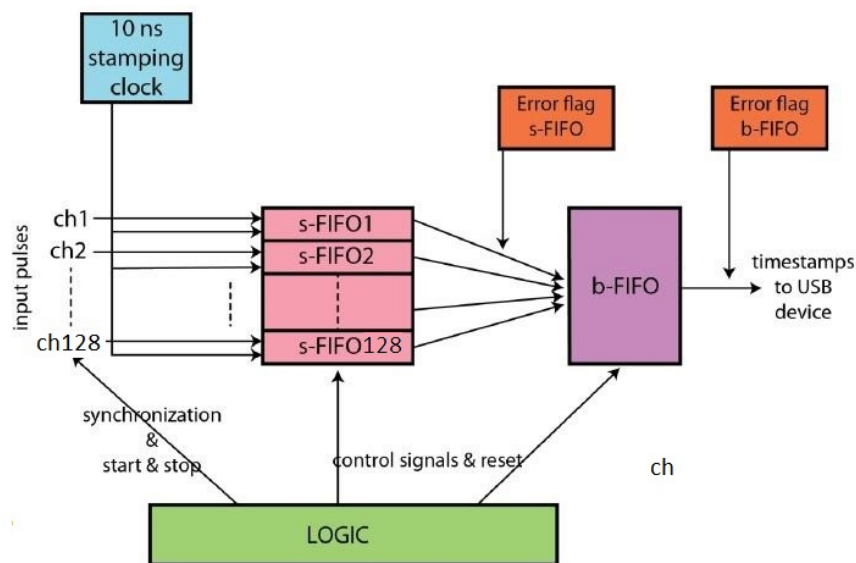 10 ns
stamping
clock
Error flag
s-FIFO
Error flag
b-FIFO
input pulses
ch1
ch2
ch128
s-FIFO1
s-FIFO2
s-FIFO128
b-FIFO
timestamps
to USB
device
synchronization
&
start & stop
control signals & reset
ch
LOGIC